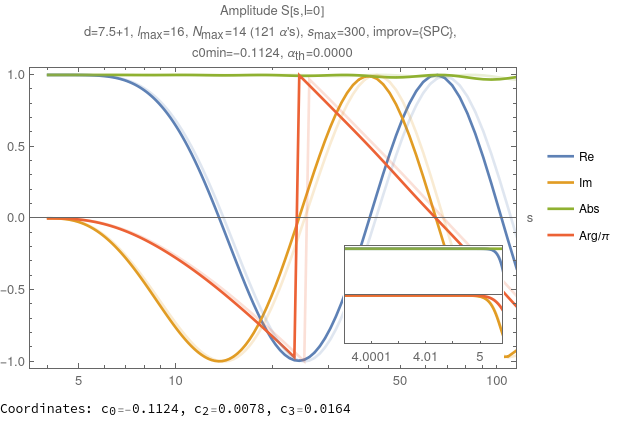 Amplitude S[s,l=0]
d=7.5+1, lmax=16, Nmax=14 (121 α's), smax=300, improv={SPC},
c0min=-0.1124, αth=0.0000
1.0
0.5
0.0
-0.5
-1.0
s
Re
Im
Abs
Arg/π
4.0001 4.01 5
5 10 50 100
Coordinates: c0=-0.1124, c2=0.0078, c3=0.0164